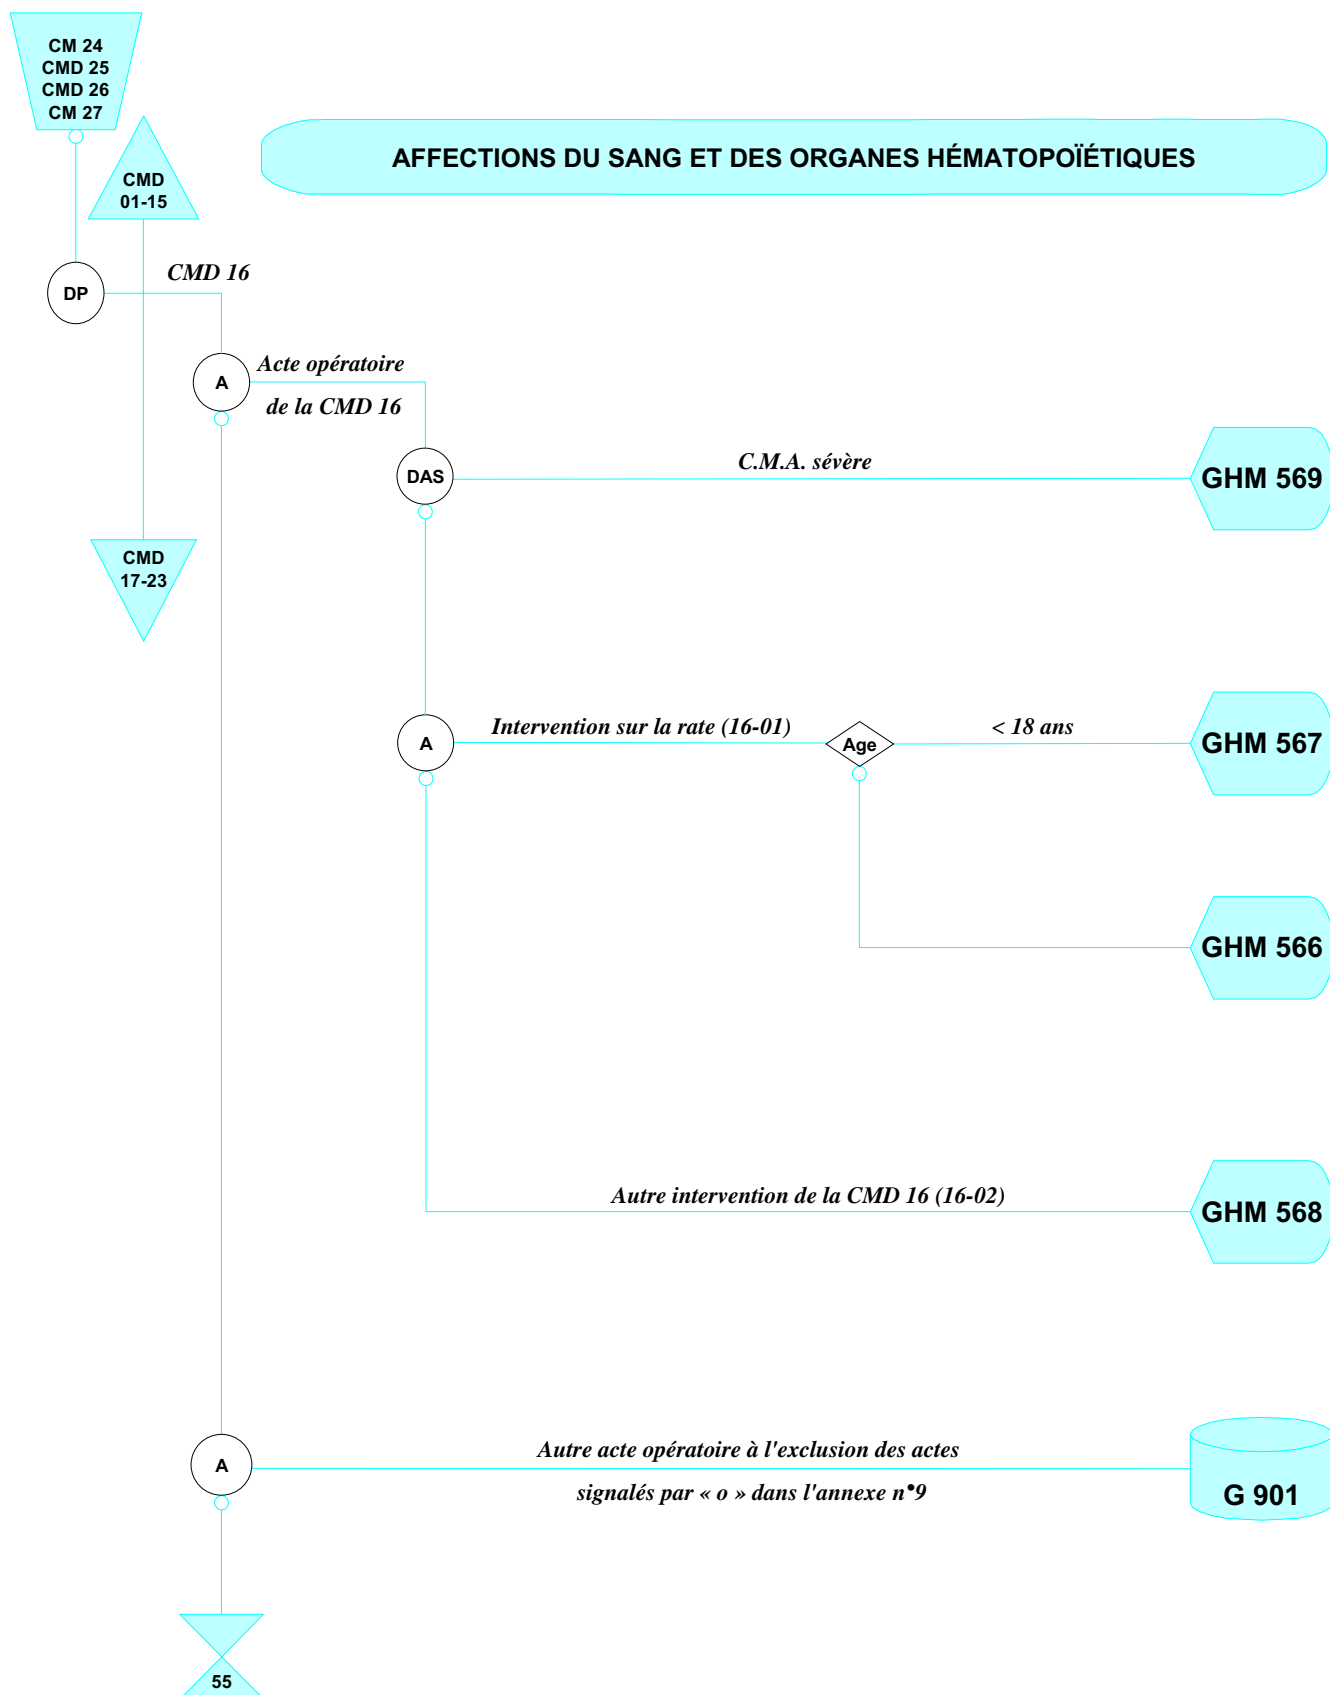 CM 24
CMD 25
CMD 26
CM 27
AFFECTIONS DU SANG ET DES ORGANES HÉMATOPOÏÉTIQUES
CMD
01-15
CMD 16
DP
Acte opératoire
A
de la CMD 16
C.M.A. sévère
DAS
GHM 569
CMD
17-23
Intervention sur la rate (16-01)
< 18 ans
A
Age
GHM 567
GHM 566
Autre intervention de la CMD 16 (16-02)
GHM 568
Autre acte opératoire à l'exclusion des actes
A
signalés par « o » dans l'annexe n°9
G 901
55